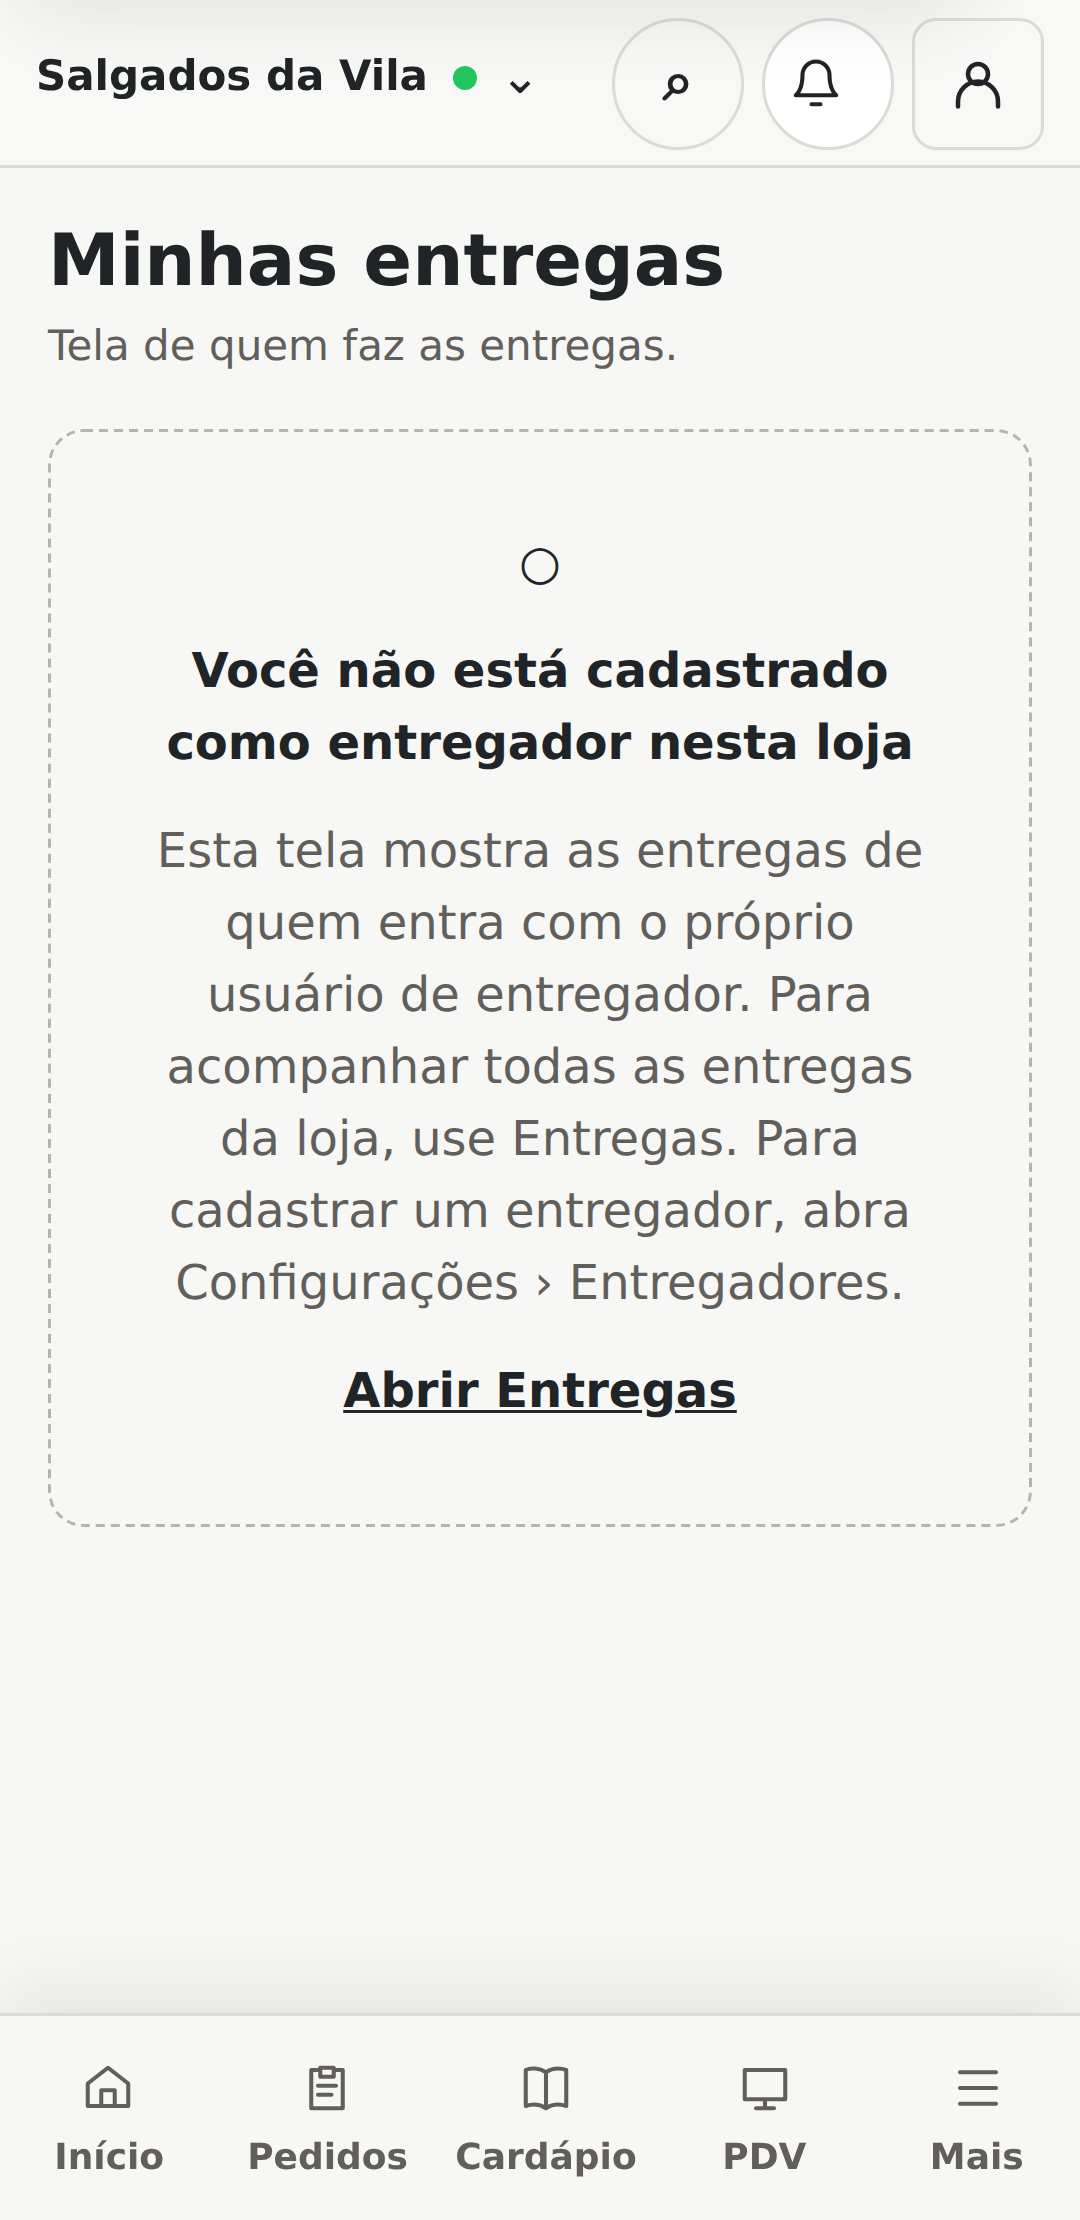 Salgados da Vila
Minhas entregas
Tela de quem faz as entregas.
Você não está cadastrado
como entregador nesta loja
Esta tela mostra as entregas de
quem entra com o próprio
usuário de entregador. Para
acompanhar todas as entregas
da loja, use Entregas. Para
cadastrar um entregador, abra
Configurações › Entregadores.
Abrir Entregas
Início
Pedidos
Cardápio
PDV
Mais